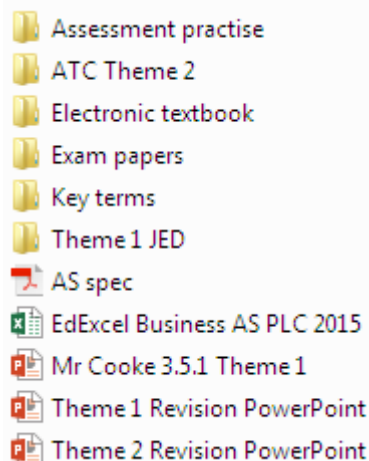 Assessment practise
ATC Theme 2
Electronic textbook
Exam papers
Key terms
Theme 1 JED
AS spec
EdExcel Business AS PLC 2015
Mr Cooke 3.5.1 Theme 1
Theme 1 Revision PowerPoint
Theme 2 Revision PowerPoint